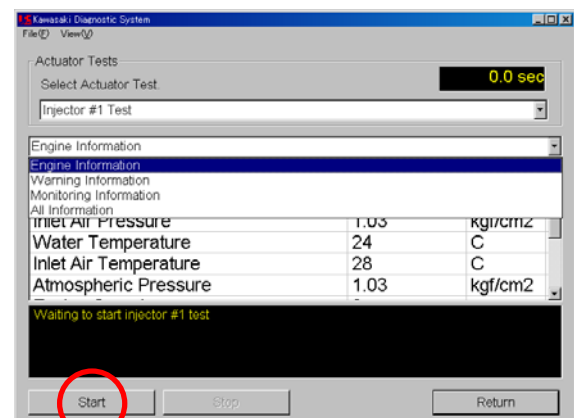 Kawasaki Diagnostic System
File(F) View(V)
Actuator Tests
Select Actuator Test.
0.0 sec
Injector #1 Test
Engine Information
Engine Information
Warning Information
Monitoring Information
All Information
Inlet Air Pressure 1.03 kgf/cm2
Water Temperature 24 C
Inlet Air Temperature 28 C
Atmospheric Pressure 1.03 kgf/cm2
Waiting to start injector #1 test
Start Stop Return